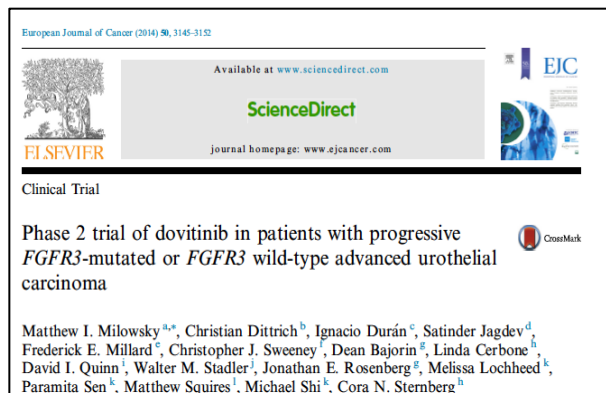 European Journal of Cancer (2014) 50, 3145–3152
Available at www.sciencedirect.com
ScienceDirect
journal homepage: www.ejcancer.com
ELSEVIER
EJC
Clinical Trial
CrossMark
Phase 2 trial of dovitinib in patients with progressive
FGFR3-mutated or FGFR3 wild-type advanced urothelial
carcinoma
Matthew I. Milowsky a,*, Christian Dittrich b, Ignacio Durán c, Satinder Jagdev d,
Frederick E. Millard e, Christopher J. Sweeney f, Dean Bajorin g, Linda Cerbone h,
David I. Quinn i, Walter M. Stadler j, Jonathan E. Rosenberg g, Melissa Lochheed k,
Paramita Sen k, Matthew Squires l, Michael Shi k, Cora N. Sternberg h